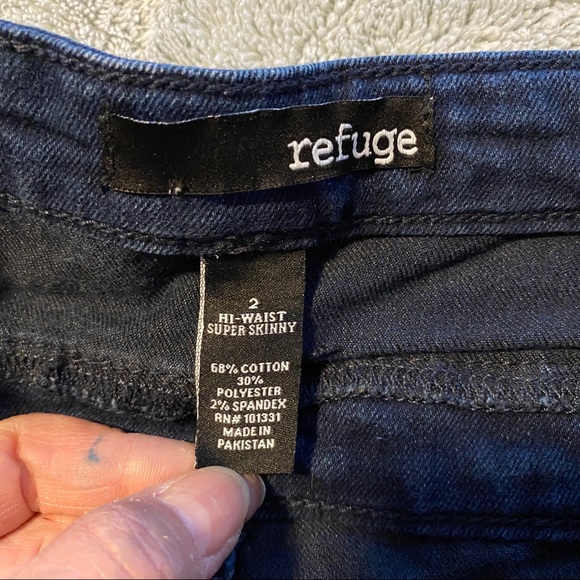 refuge
2
HI-WAIST
SUPER SKINNY
68% COTTON
30%
POLYESTER
2% SPANDEX
RN# 101331
MADE IN
PAKISTAN